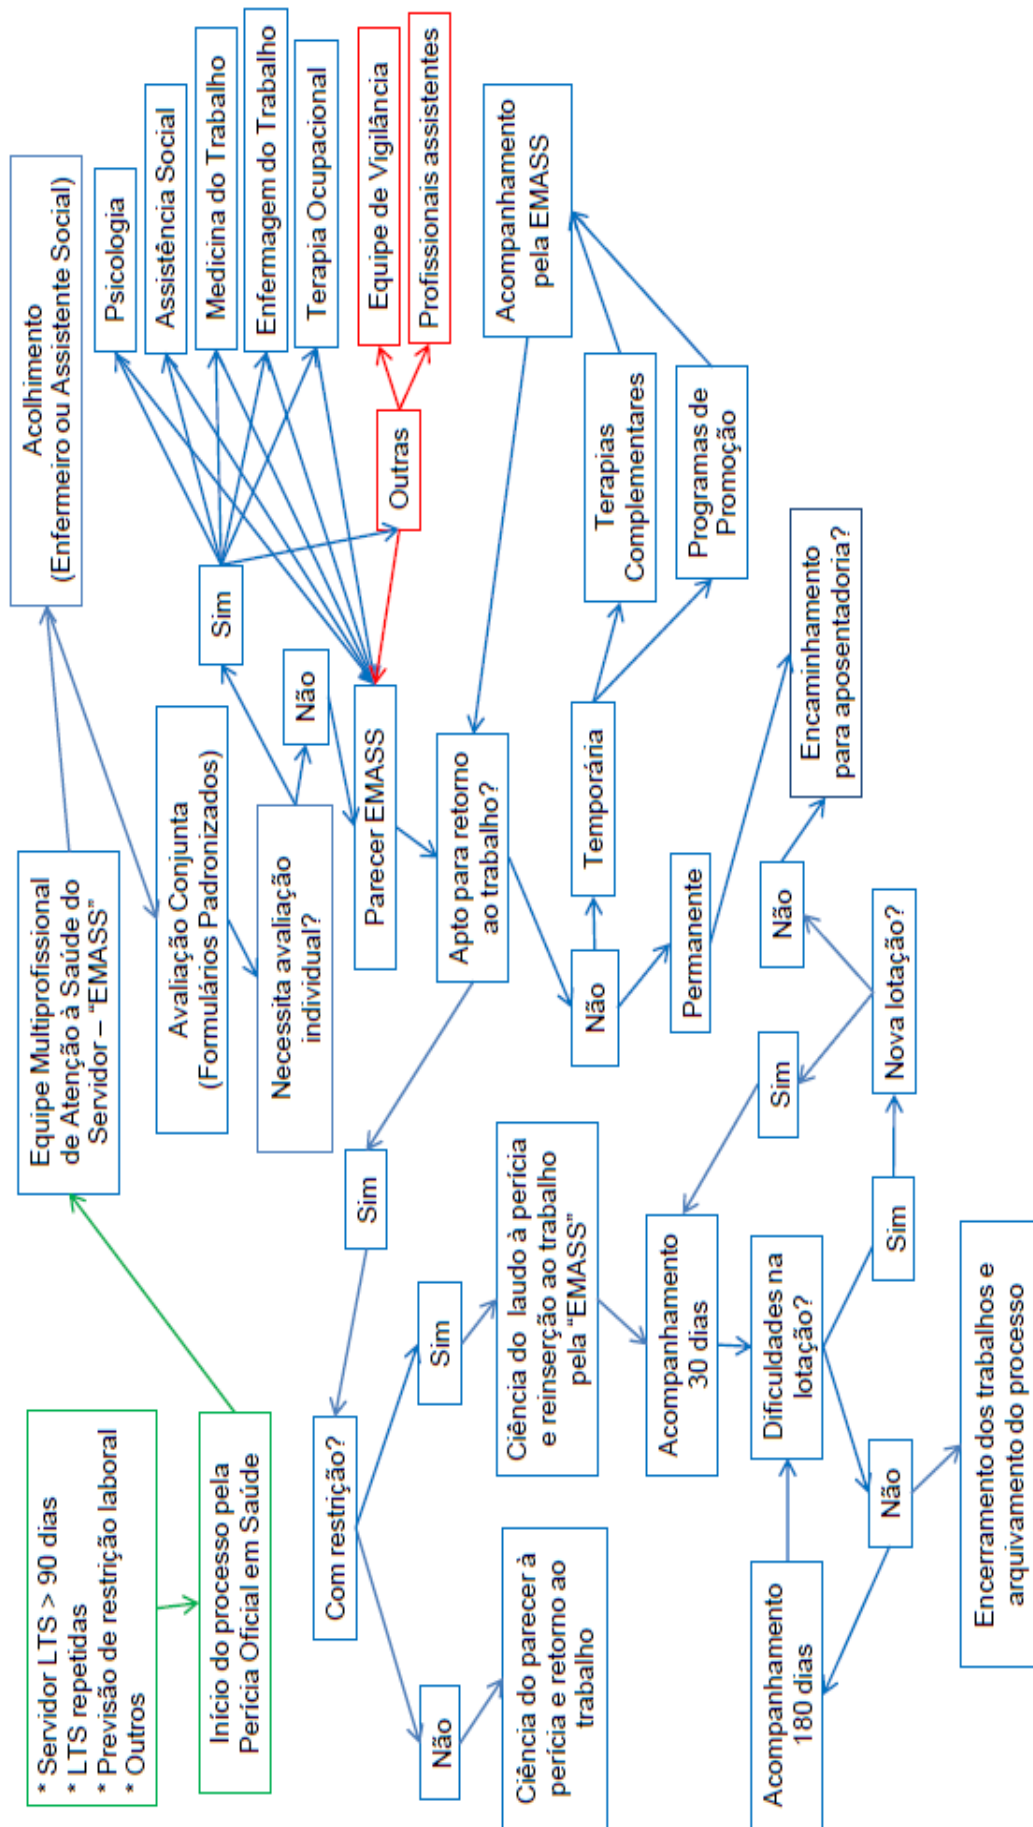 * Servidor LTS > 90 dias
* LTS repetidas
* Previsão de restrição laboral
* Outros
Início do processo pela
Perícia Oficial em Saúde
Equipe Multiprofissional
de Atenção à Saúde do
Servidor – “EMASS”
Acolhimento
(Enfermeiro ou Assistente Social)
Avaliação Conjunta
(Formulários Padronizados)
Necessita avaliação
individual?
Sim
Não
Psicologia
Assistência Social
Medicina do Trabalho
Enfermagem do Trabalho
Terapia Ocupacional
Outras
Equipe de Vigilância
Profissionais assistentes
Parecer EMASS
Apto para retorno
ao trabalho?
Sim
Não
Com restrição?
Não
Sim
Ciência do parecer à
perícia e retorno ao
trabalho
Ciência do laudo à perícia
e reinserção ao trabalho
pela “EMASS”
Temporária
Permanente
Terapias
Complementares
Programas de
Promoção
Acompanhamento
pela EMASS
Acompanhamento
30 dias
Dificuldades na
lotação?
Acompanhamento
180 dias
Não
Sim
Nova lotação?
Sim
Não
Encaminhamento
para aposentadoria?
Encerramento dos trabalhos e
arquivamento do processo